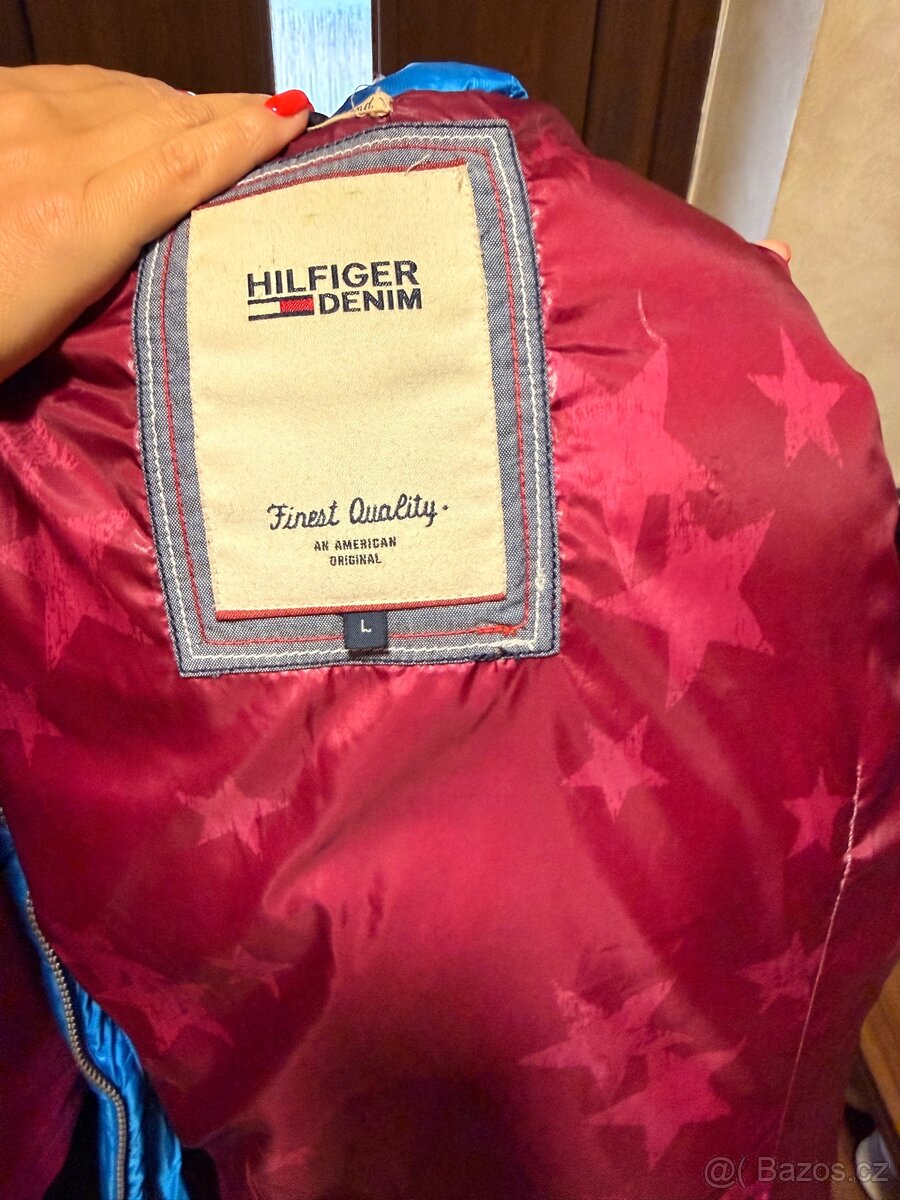 HILFIGER
DENIM
Finest Quality.
AN AMERICAN
ORIGINAL
L
@( Bazos.cz